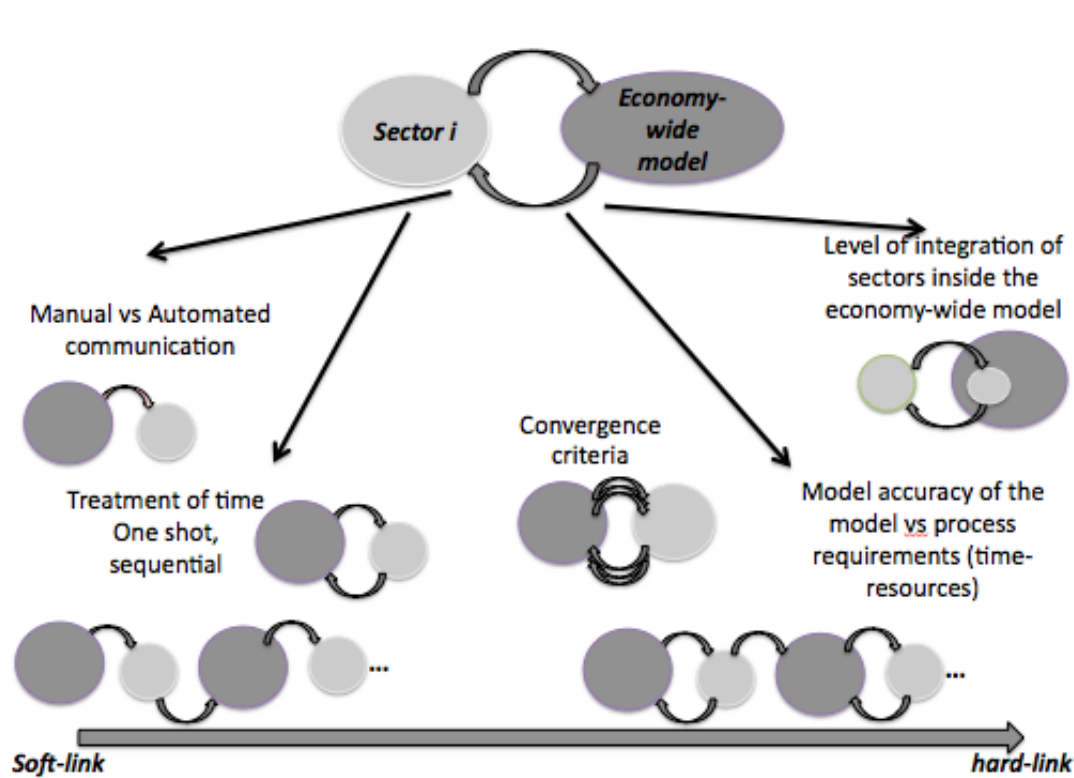 Sector i
Economy-
wide
model
Level of integration of
sectors inside the
economy-wide model
Manual vs Automated
communication
Convergence
criteria
Treatment of time
One shot,
sequential
Model accuracy of the
model vs process
requirements (time-
resources)
...
...
Soft-link
hard-link